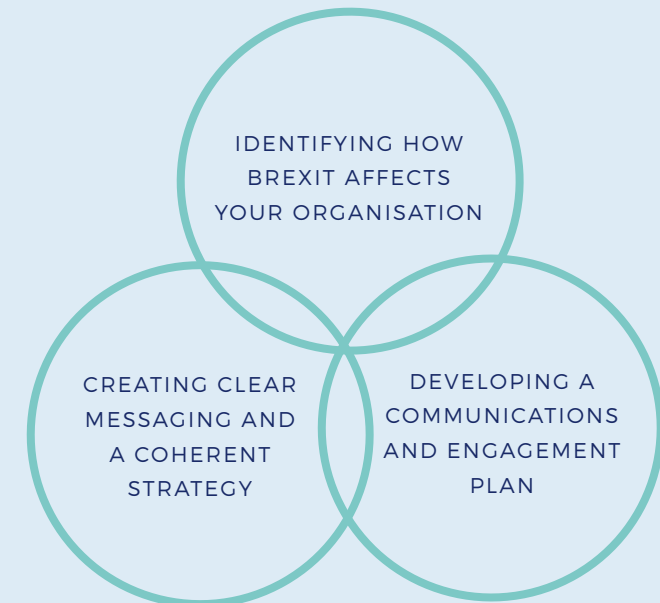 IDENTIFYING HOW
BREXIT AFFECTS
YOUR ORGANISATION
CREATING CLEAR
MESSAGING AND
A COHERENT
STRATEGY
DEVELOPING A
COMMUNICATIONS
AND ENGAGEMENT
PLAN